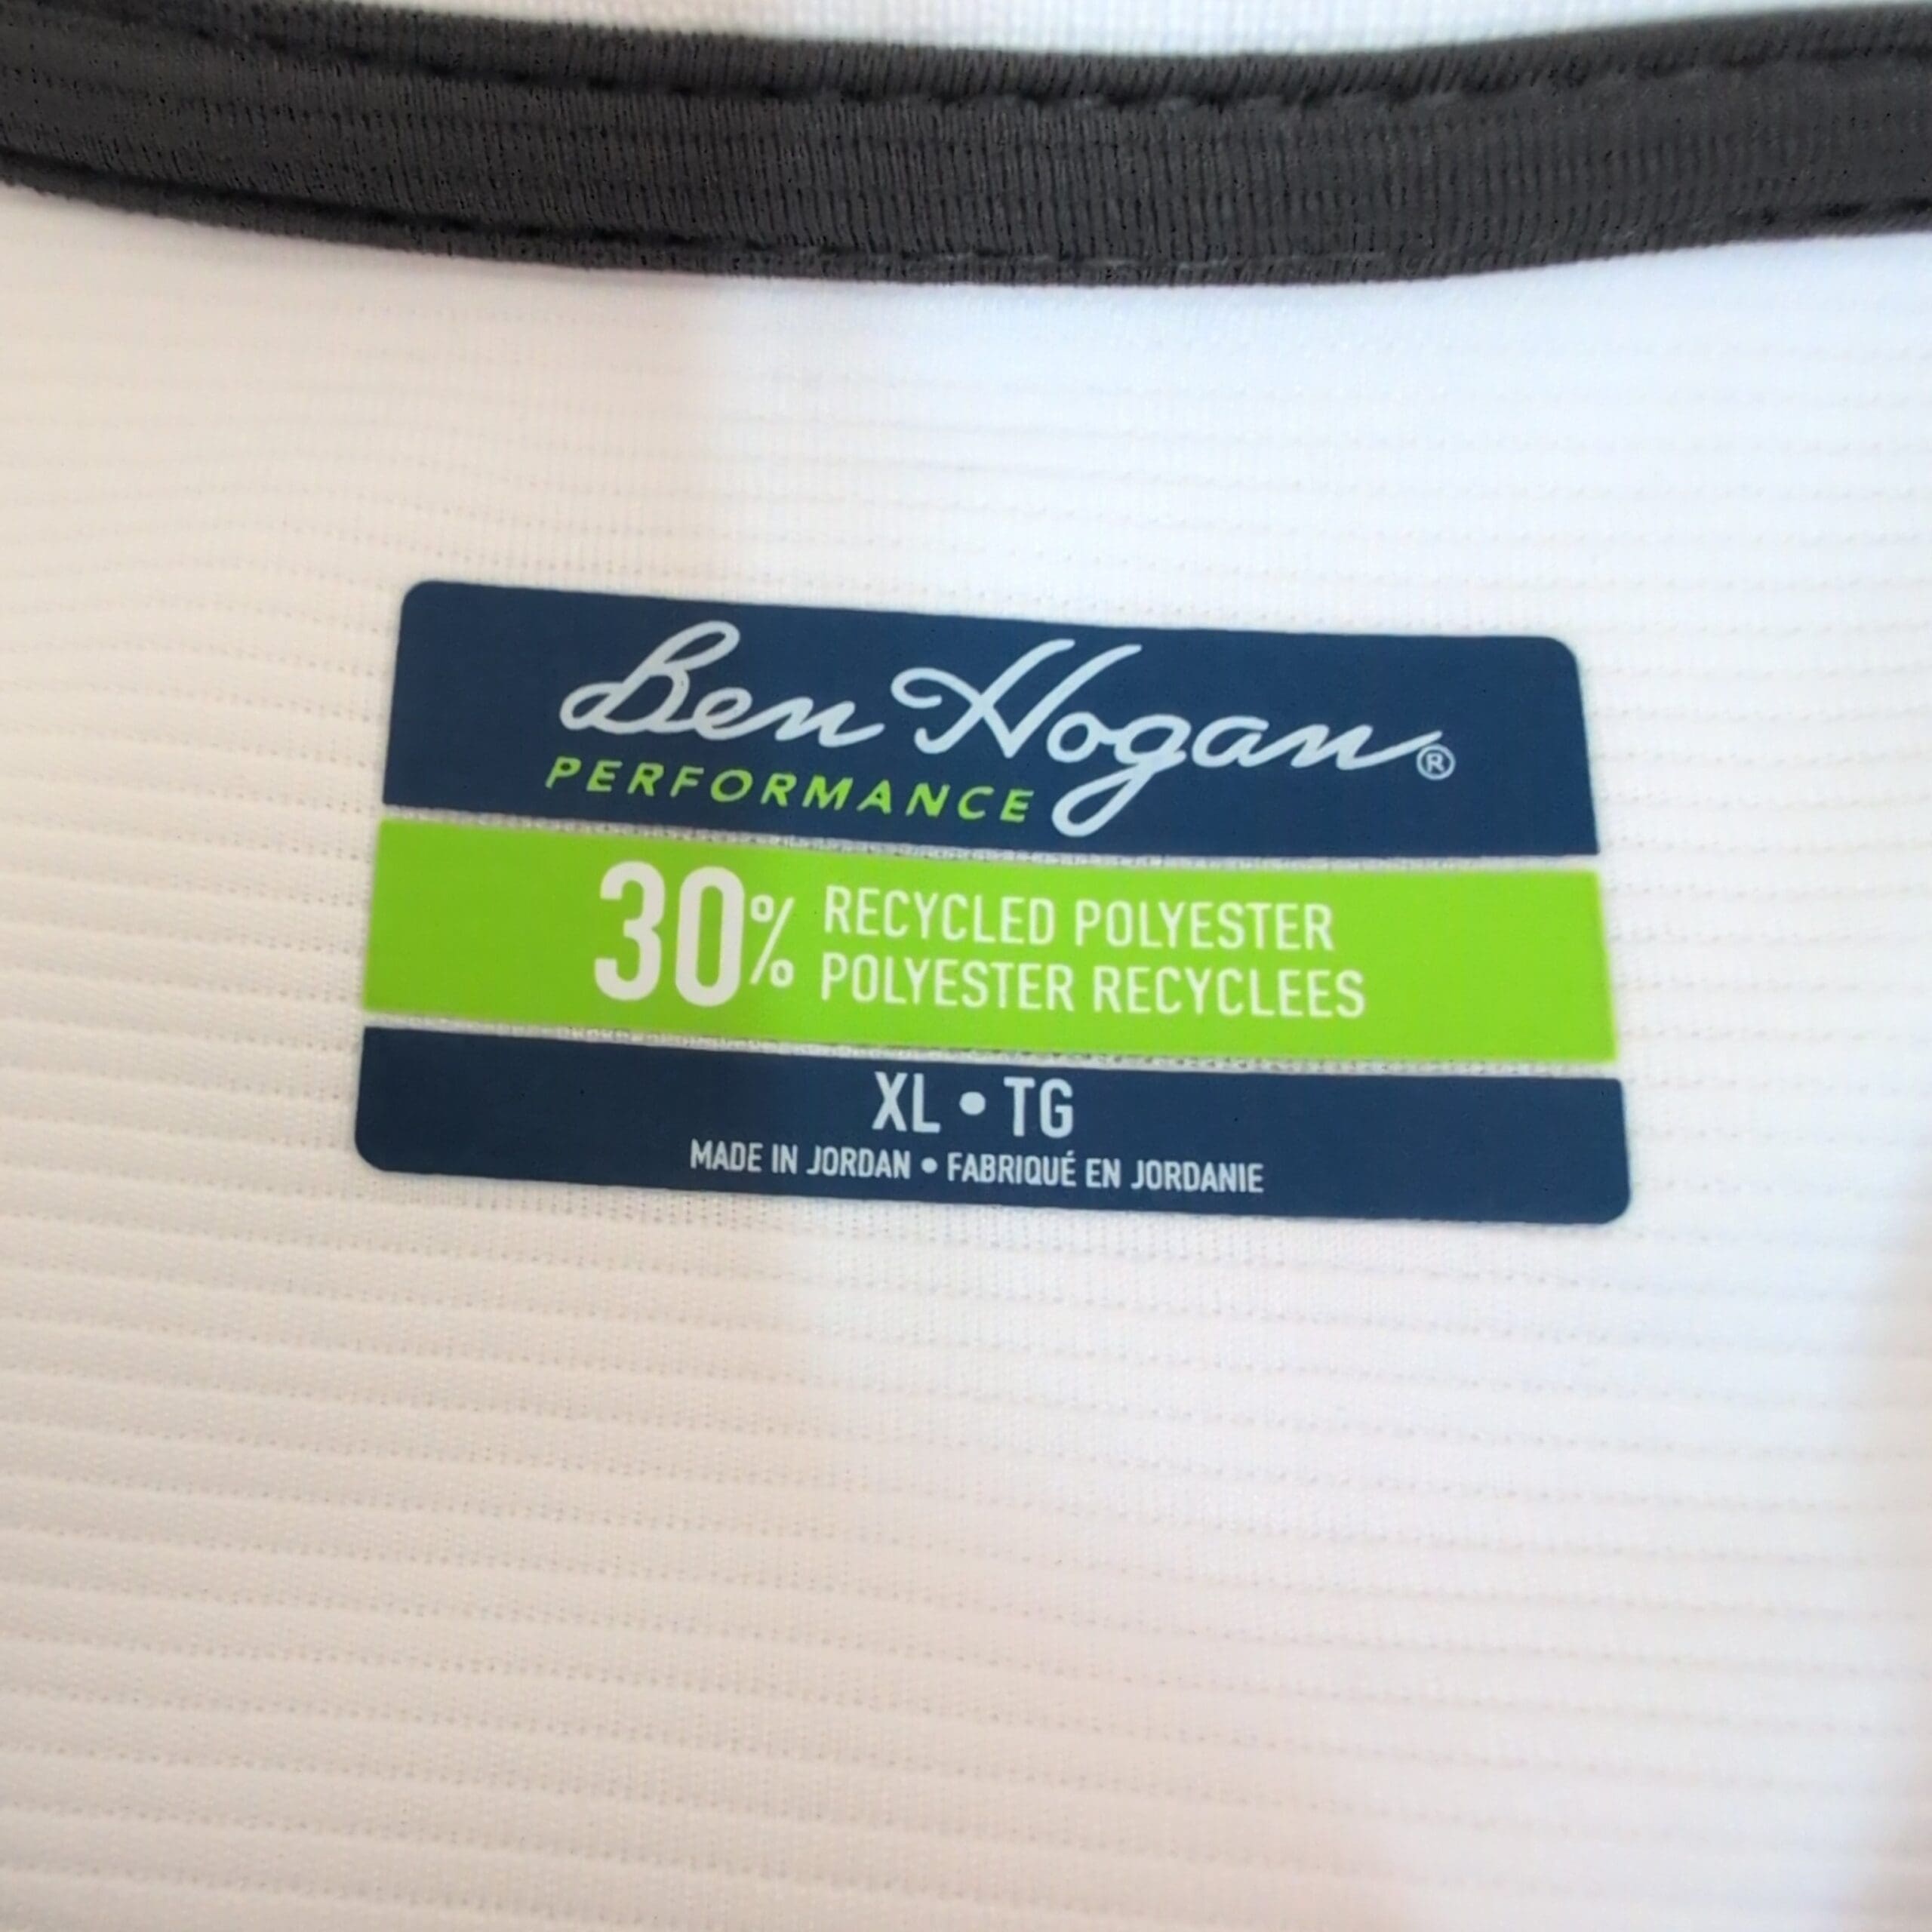 Ben Hogan®
PERFORMANCE
30% RECYCLED POLYESTER
POLYESTER RECYCLEES
XL • TG
MADE IN JORDAN • FABRIQUÉ EN JORDANIE